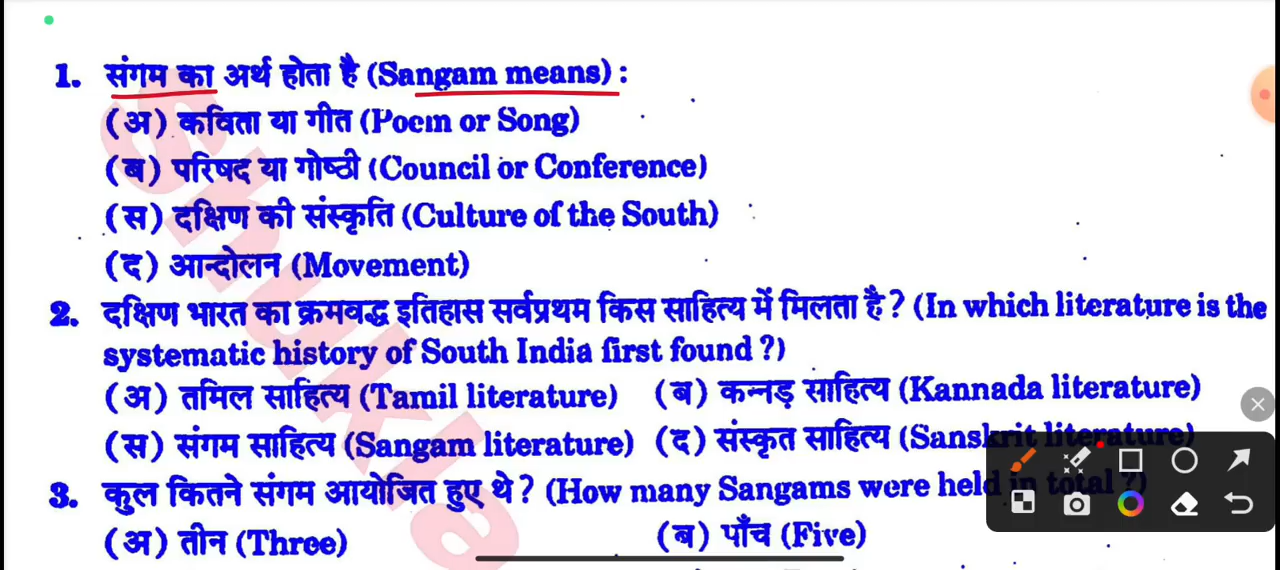 1. संगम का अर्थ होता है (Sangam means) :
(अ) कविता या गीत (Poem or Song)
(ब) परिषद या गोष्ठी (Council or Conference)
(स) दक्षिण की संस्कृति (Culture of the South)
(द) आन्दोलन (Movement)
2. दक्षिण भारत का क्रमवद्ध इतिहास सर्वप्रथम किस साहित्य में मिलता है? (In which literature is the
systematic history of South India first found ?)
(अ) तमिल साहित्य (Tamil literature) (ब) कन्नड़ साहित्य (Kannada literature)
(स) संगम साहित्य (Sangam literature) (द) संस्कृत साहित्य (Sanskrit literature)
3. कुल कितने संगम आयोजित हुए थे? (How many Sangams were held in total ?)
(अ) तीन (Three) (ब) पाँच (Five)
Shukla